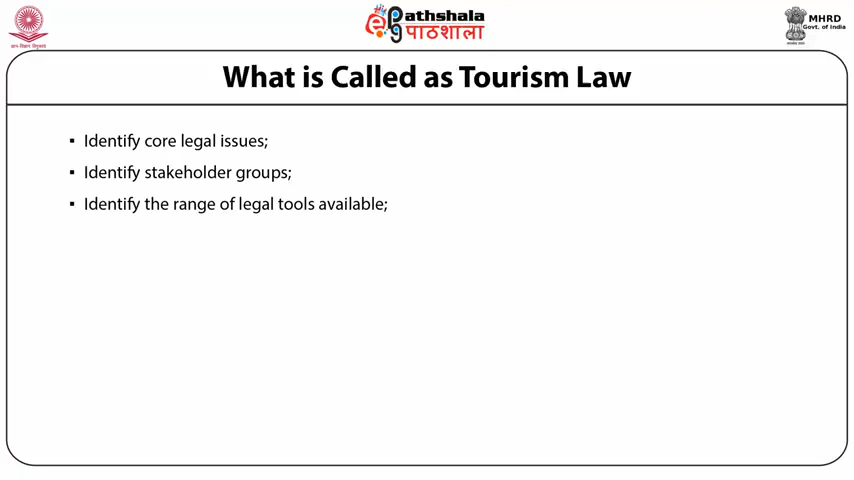 Pathshala
पाठशाला
MHRD
Govt. of India
What is Called as Tourism Law
▪ Identify core legal issues;
▪ Identify stakeholder groups;
▪ Identify the range of legal tools available;